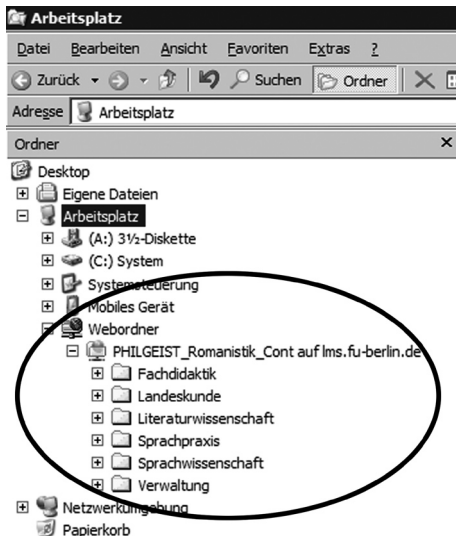 Arbeitsplatz
Datei Bearbeiten Ansicht Favoriten Extras ?
Zurück Suchen Ordner
Adresse Arbeitsplatz
Ordner
Desktop
Eigene Dateien
Arbeitsplatz
(A:) 3½-Diskette
(C:) System
Systemsteuerung
Mobiles Gerät
Webordner
PHILGEIST_Romanistik_Cont auf lms.fu-berlin.de
Fachdidaktik
Landeskunde
Literaturwissenschaft
Sprachpraxis
Sprachwissenschaft
Verwaltung
Netzwerkumgebung
Papierkorb